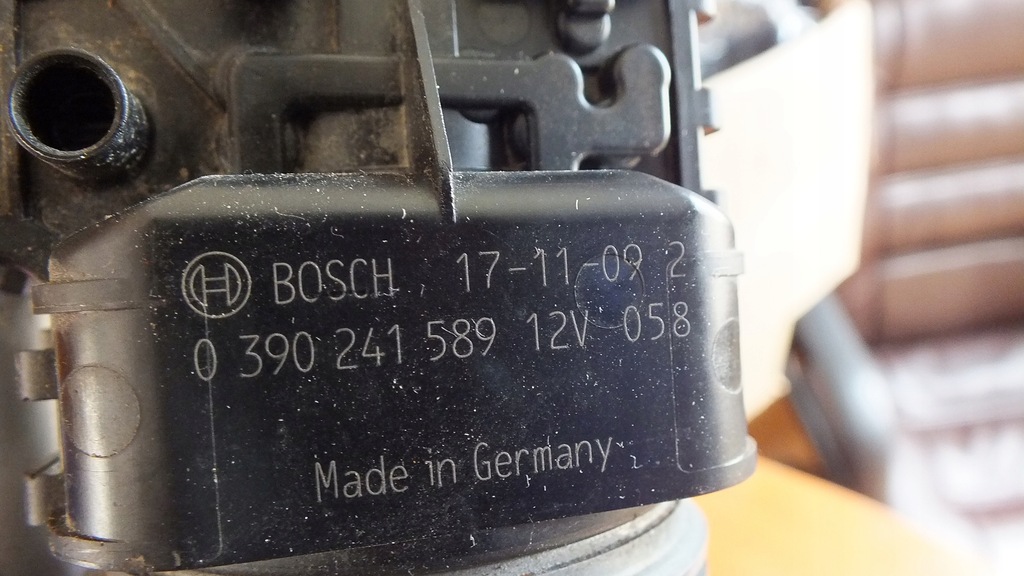 BOSCH 17-11-09 2
0 390 241 589 12V 058
Made in Germany